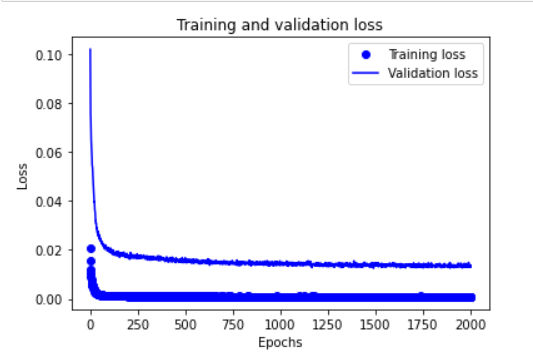 Training and validation loss
Training loss
Validation loss
Loss
0.10
0.08
0.06
0.04
0.02
0.00
0 250 500 750 1000 1250 1500 1750 2000
Epochs